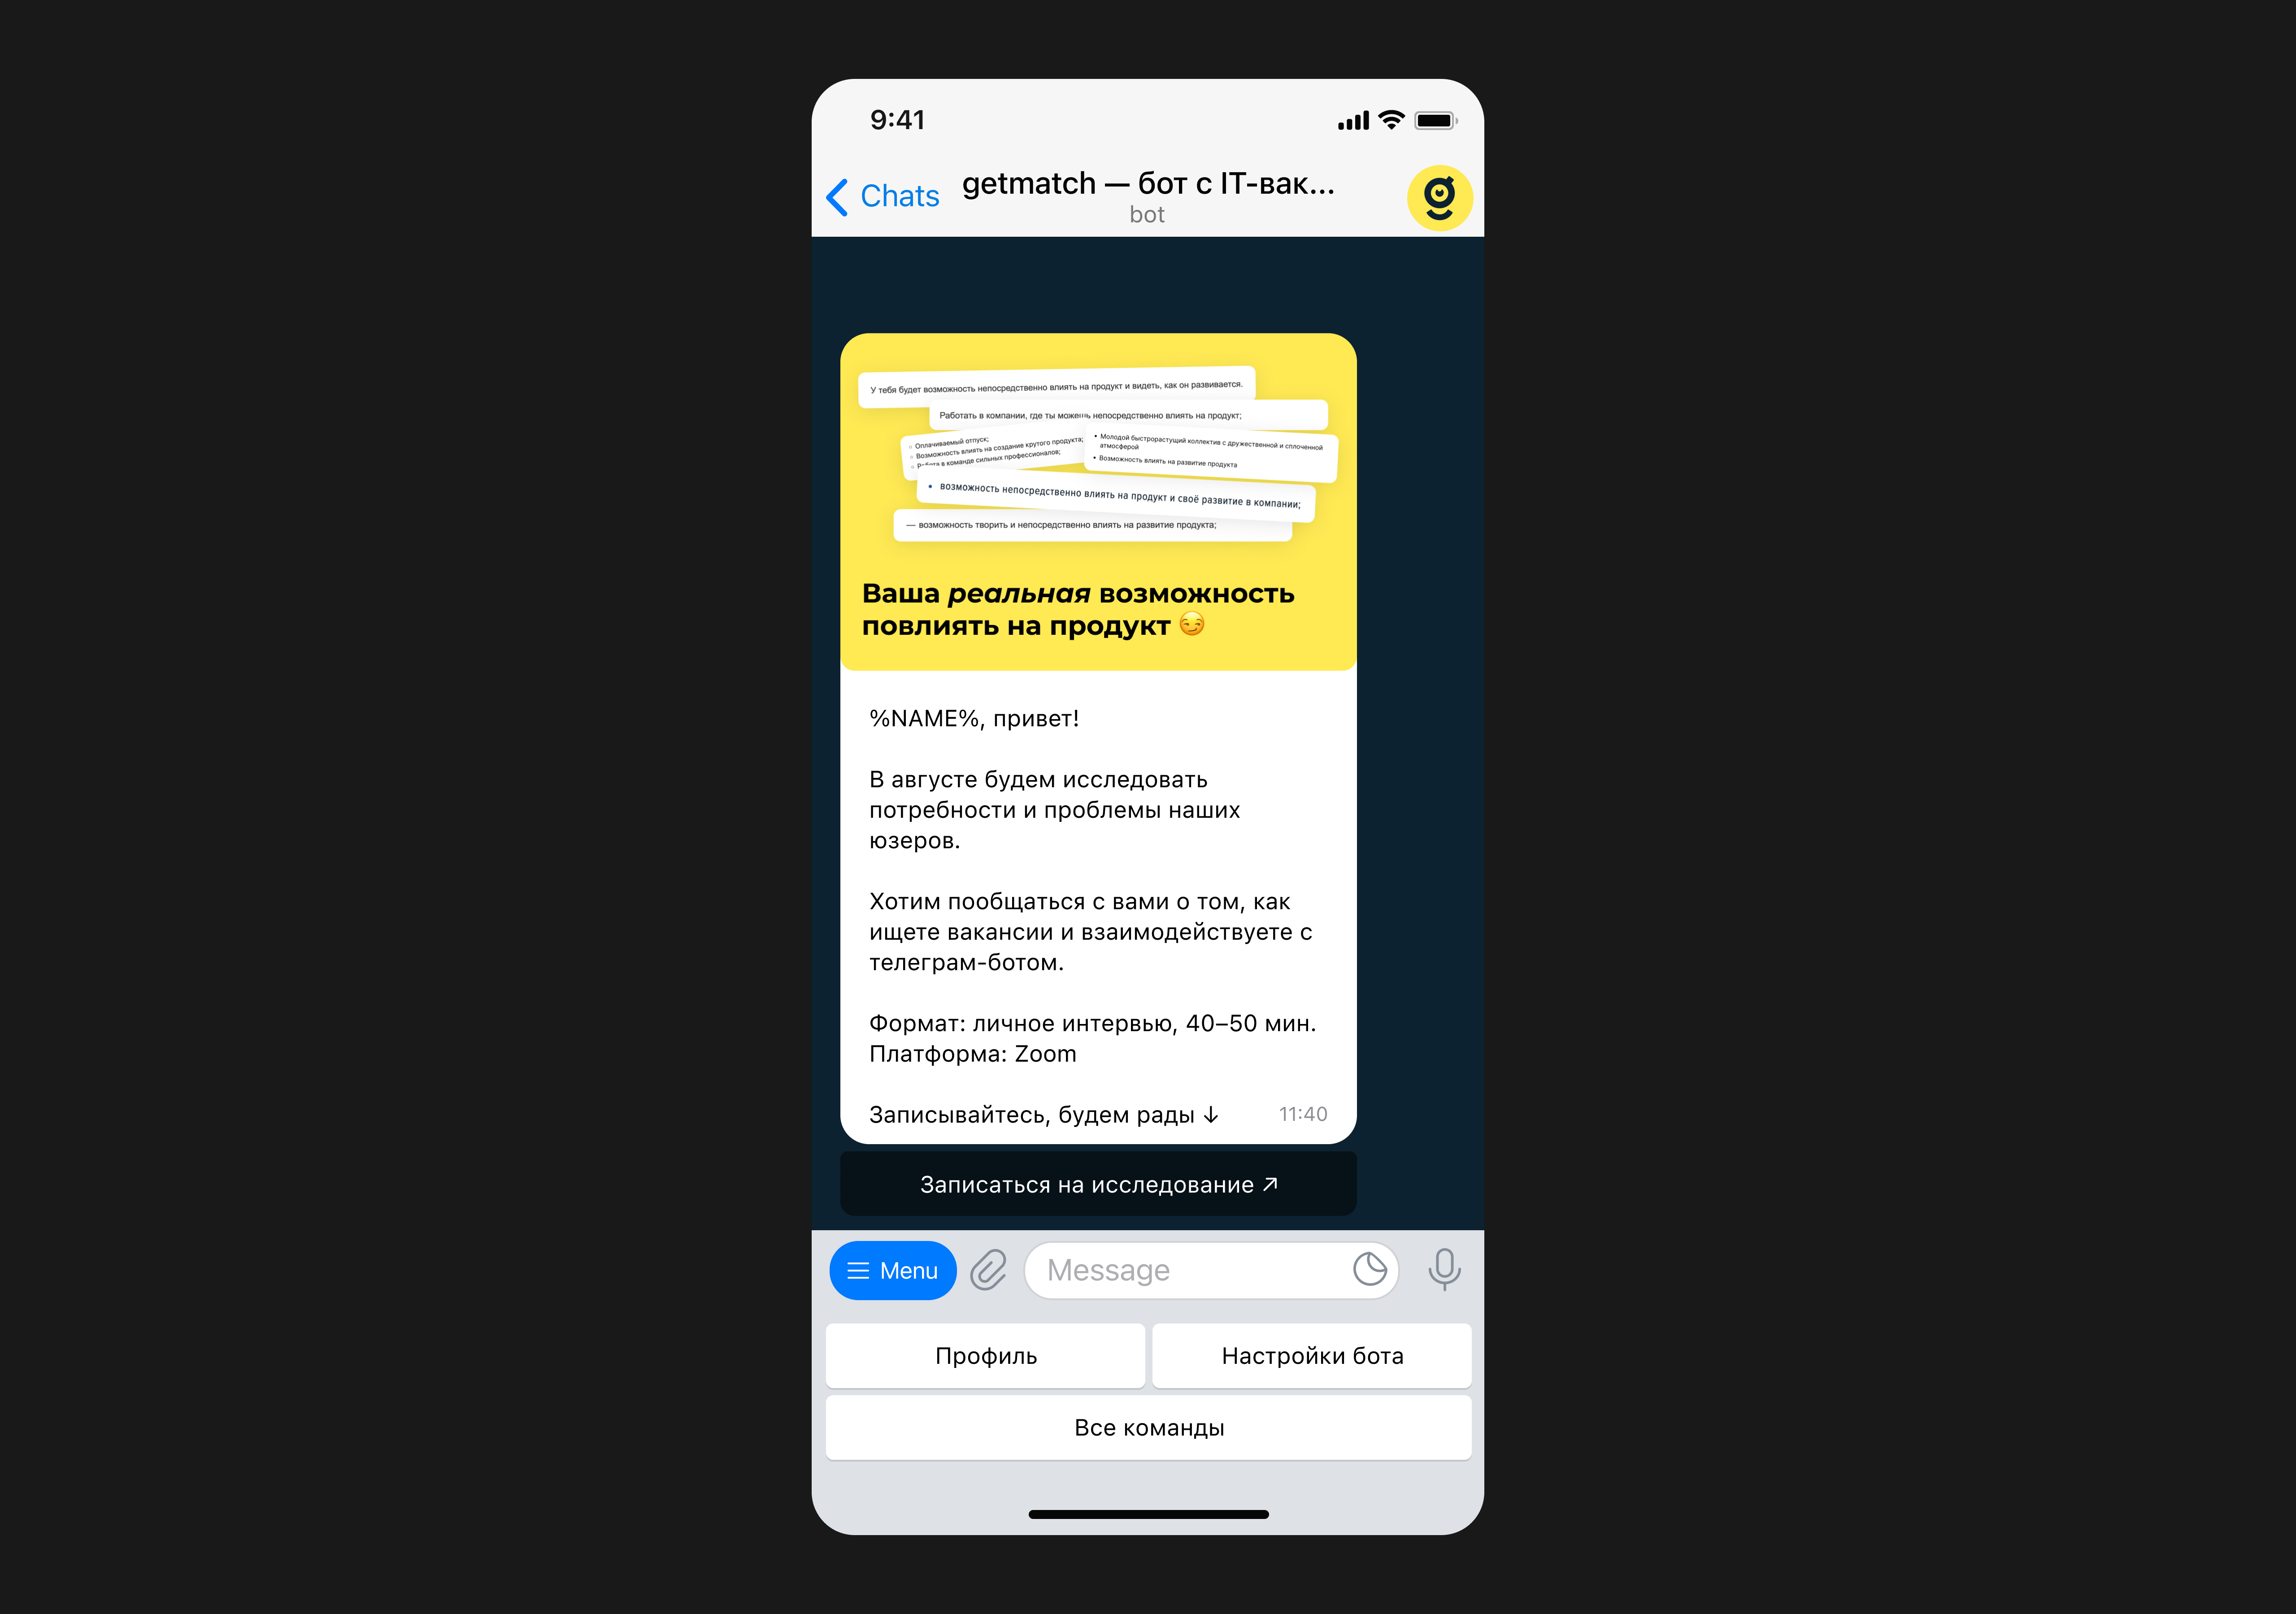 9:41
Chats
getmatch — бот с IT-вак...
bot
У тебя будет возможность непосредственно влиять на продукт и видеть, как он развивается.
Работать в компании, где ты можешь непосредственно влиять на продукт;
Оплачиваемый отпуск;
Возможность влиять на создание крутого продукта;
Работа в команде сильных профессионалов;
• Молодой быстрорастущий коллектив с дружественной и сплоченной
атмосферой
• Возможность влиять на развитие продукта
• возможность непосредственно влиять на продукт и своё развитие в компании;
— возможность творить и непосредственно влиять на развитие продукта;
Ваша реальная возможность
повлиять на продукт 😏
%NAME%, привет!
В августе будем исследовать
потребности и проблемы наших
юзеров.
Хотим пообщаться с вами о том, как
ищете вакансии и взаимодействуете с
телеграм-ботом.
Формат: личное интервью, 40–50 мин.
Платформа: Zoom
Записывайтесь, будем рады ↓
11:40
Записаться на исследование ↗
Menu
Message
Профиль
Настройки бота
Все команды